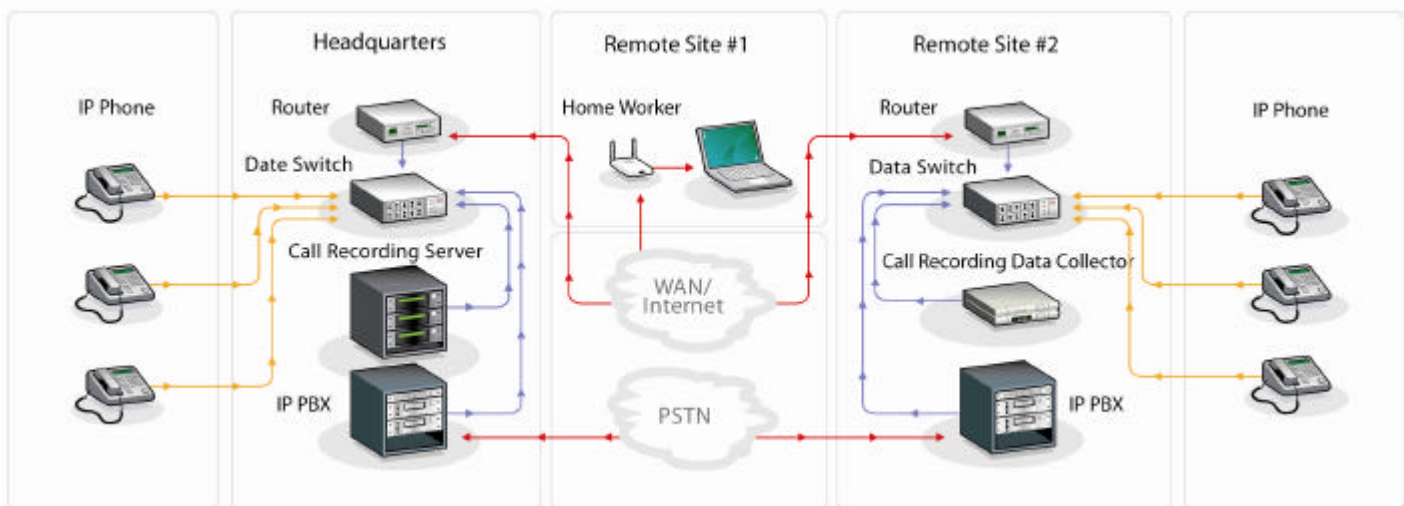 Headquarters
Remote Site #1
Remote Site #2
IP Phone
Router
Home Worker
Router
IP Phone
Date Switch
Data Switch
Call Recording Server
Call Recording Data Collector
WAN/
Internet
IP PBX
PSTN
IP PBX